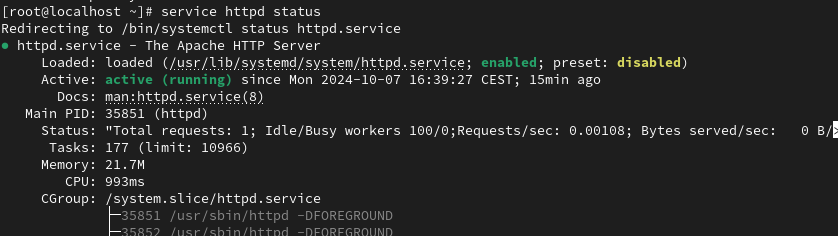 [root@localhost ~]# service httpd status
Redirecting to /bin/systemctl status httpd.service
● httpd.service - The Apache HTTP Server
     Loaded: loaded (/usr/lib/systemd/system/httpd.service; enabled; preset: disabled)
     Active: active (running) since Mon 2024-10-07 16:39:27 CEST; 15min ago
       Docs: man:httpd.service(8)
   Main PID: 35851 (httpd)
     Status: "Total requests: 1; Idle/Busy workers 100/0;Requests/sec: 0.00108; Bytes served/sec:   0 B/>
      Tasks: 177 (limit: 10966)
     Memory: 21.7M
        CPU: 993ms
     CGroup: /system.slice/httpd.service
             ├─35851 /usr/sbin/httpd -DFOREGROUND
             ├─35852 /usr/sbin/httpd -DFOREGROUND